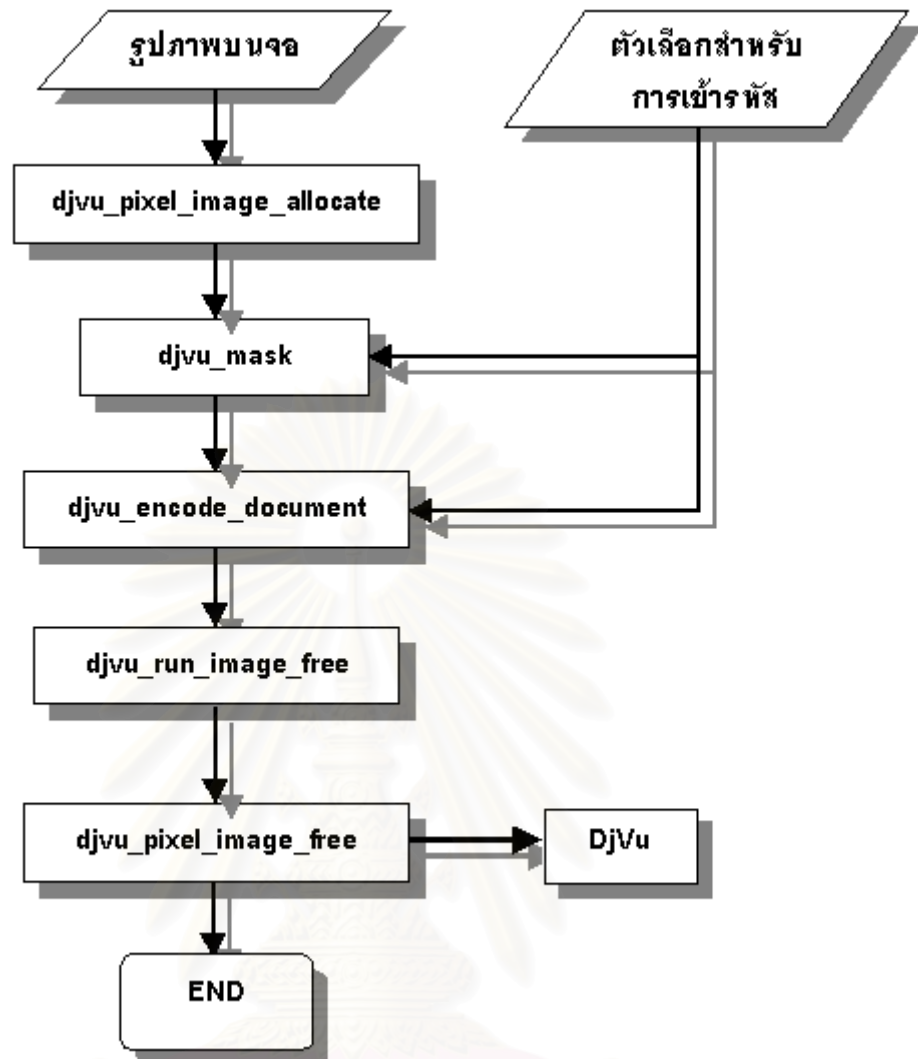 รูปภาพบนจอ
ตัวเลือกสำหรับ
การเข้ารหัส
djvu_pixel_image_allocate
djvu_mask
djvu_encode_document
djvu_run_image_free
djvu_pixel_image_free
DjVu
END